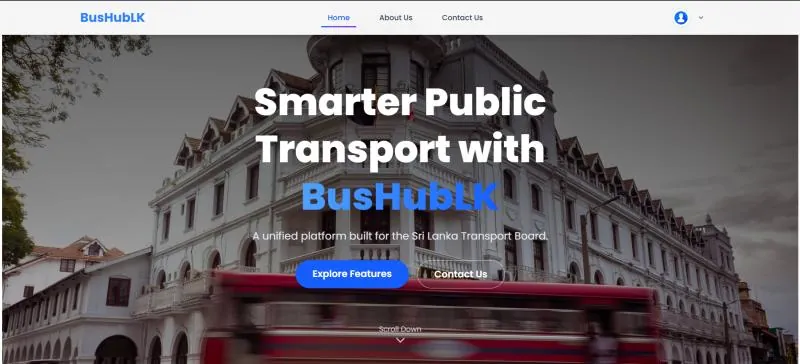 BusHubLK
Home About Us Contact Us
Smarter Public
Transport with
BusHubLK
A unified platform built for the Sri Lanka Transport Board.
Explore Features Contact Us
Scroll Down